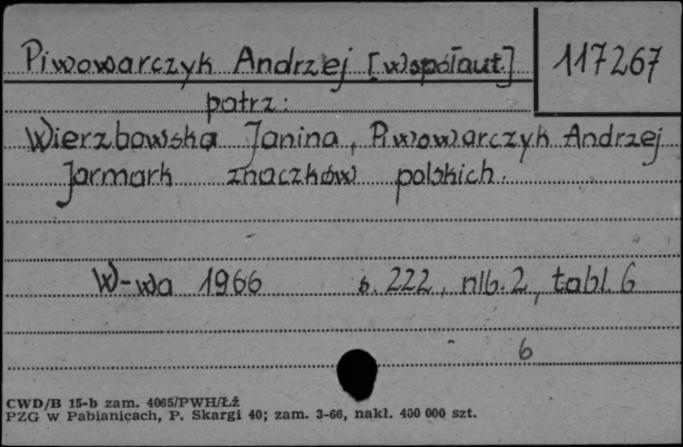 Piwowarczyk Andrzej [współaut.] 117267
patrz:
Wierzbowska Janina, Piwowarczyk Andrzej
Jarmark znaczków polskich.
W-wa 1966 s. 222, nlb. 2, tabl. 6
6
CWD/B 15-b zam. 4065/PWH/Łź
PZG w Pabianicach, P. Skargi 40; zam. 3-66, nakł. 400 000 szt.